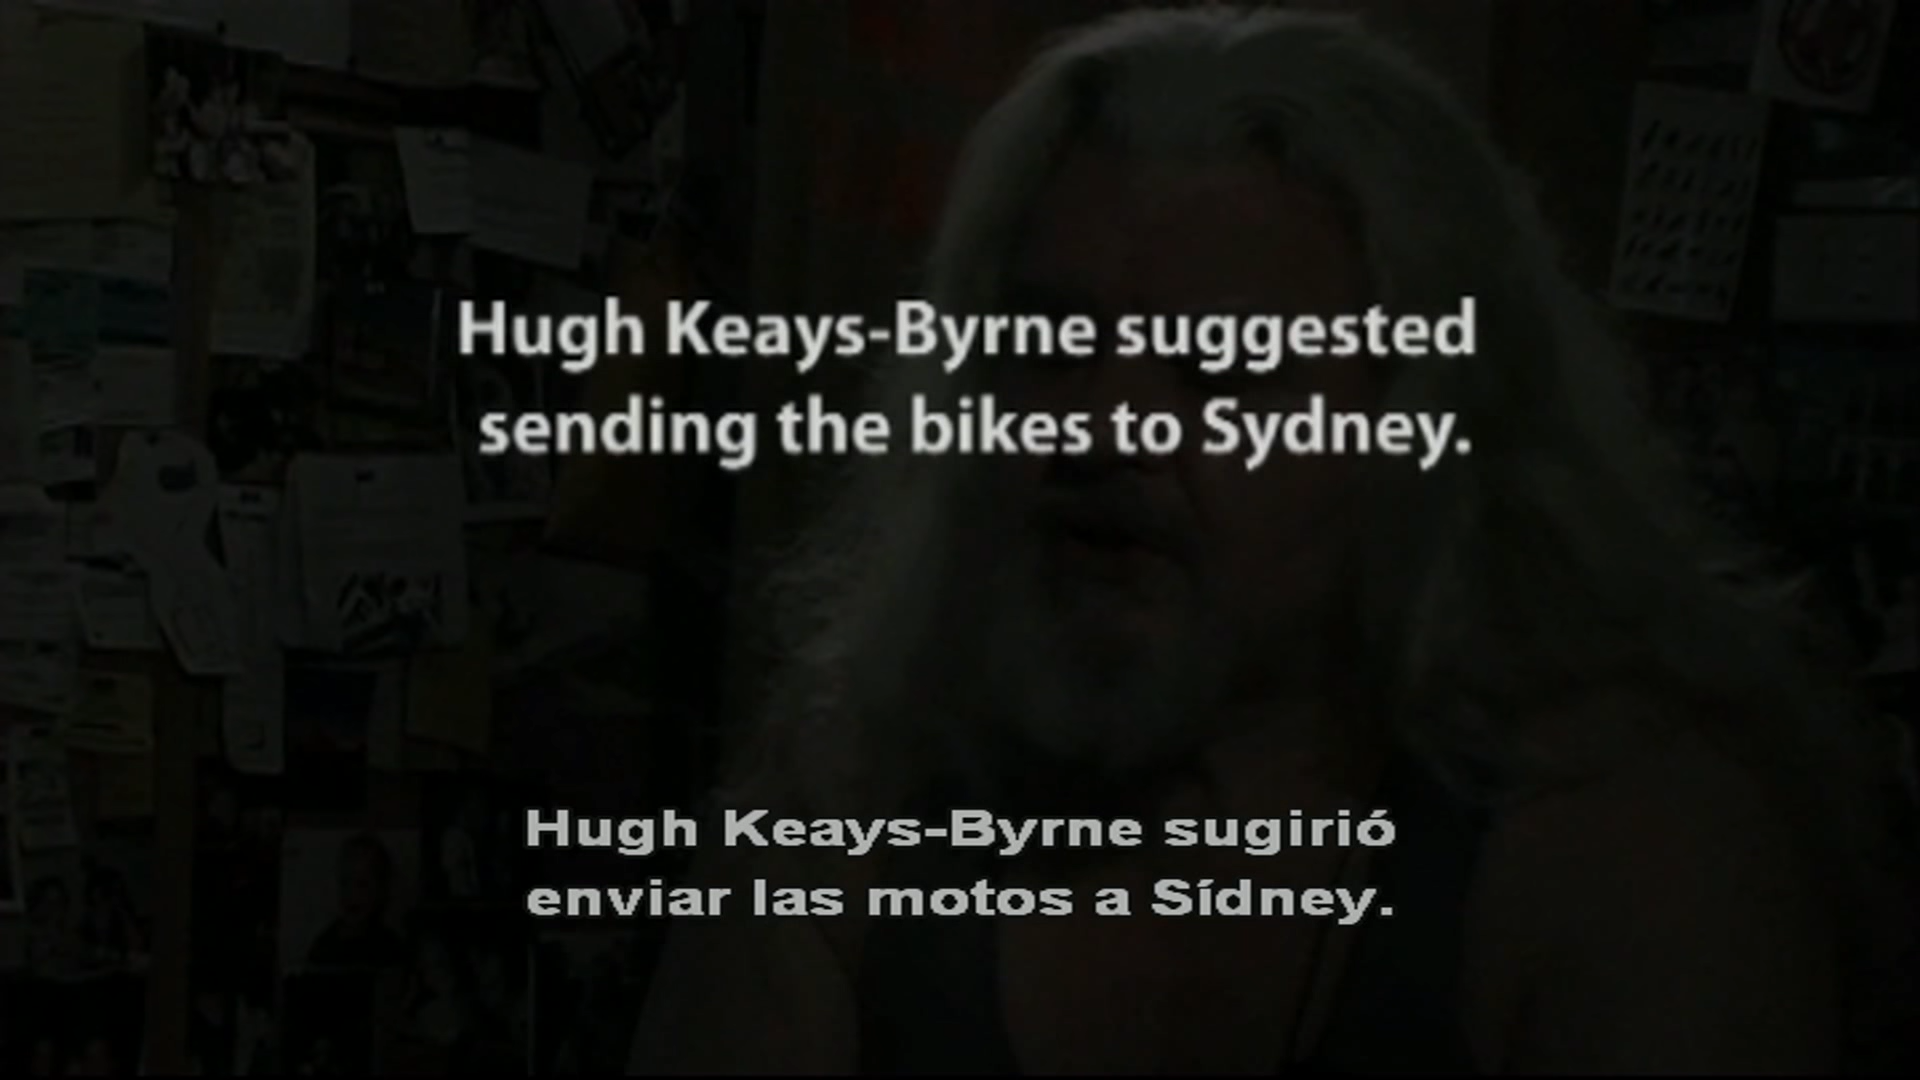 Hugh Keays-Byrne suggested
sending the bikes to Sydney.
Hugh Keays-Byrne sugirió
enviar las motos a Sídney.